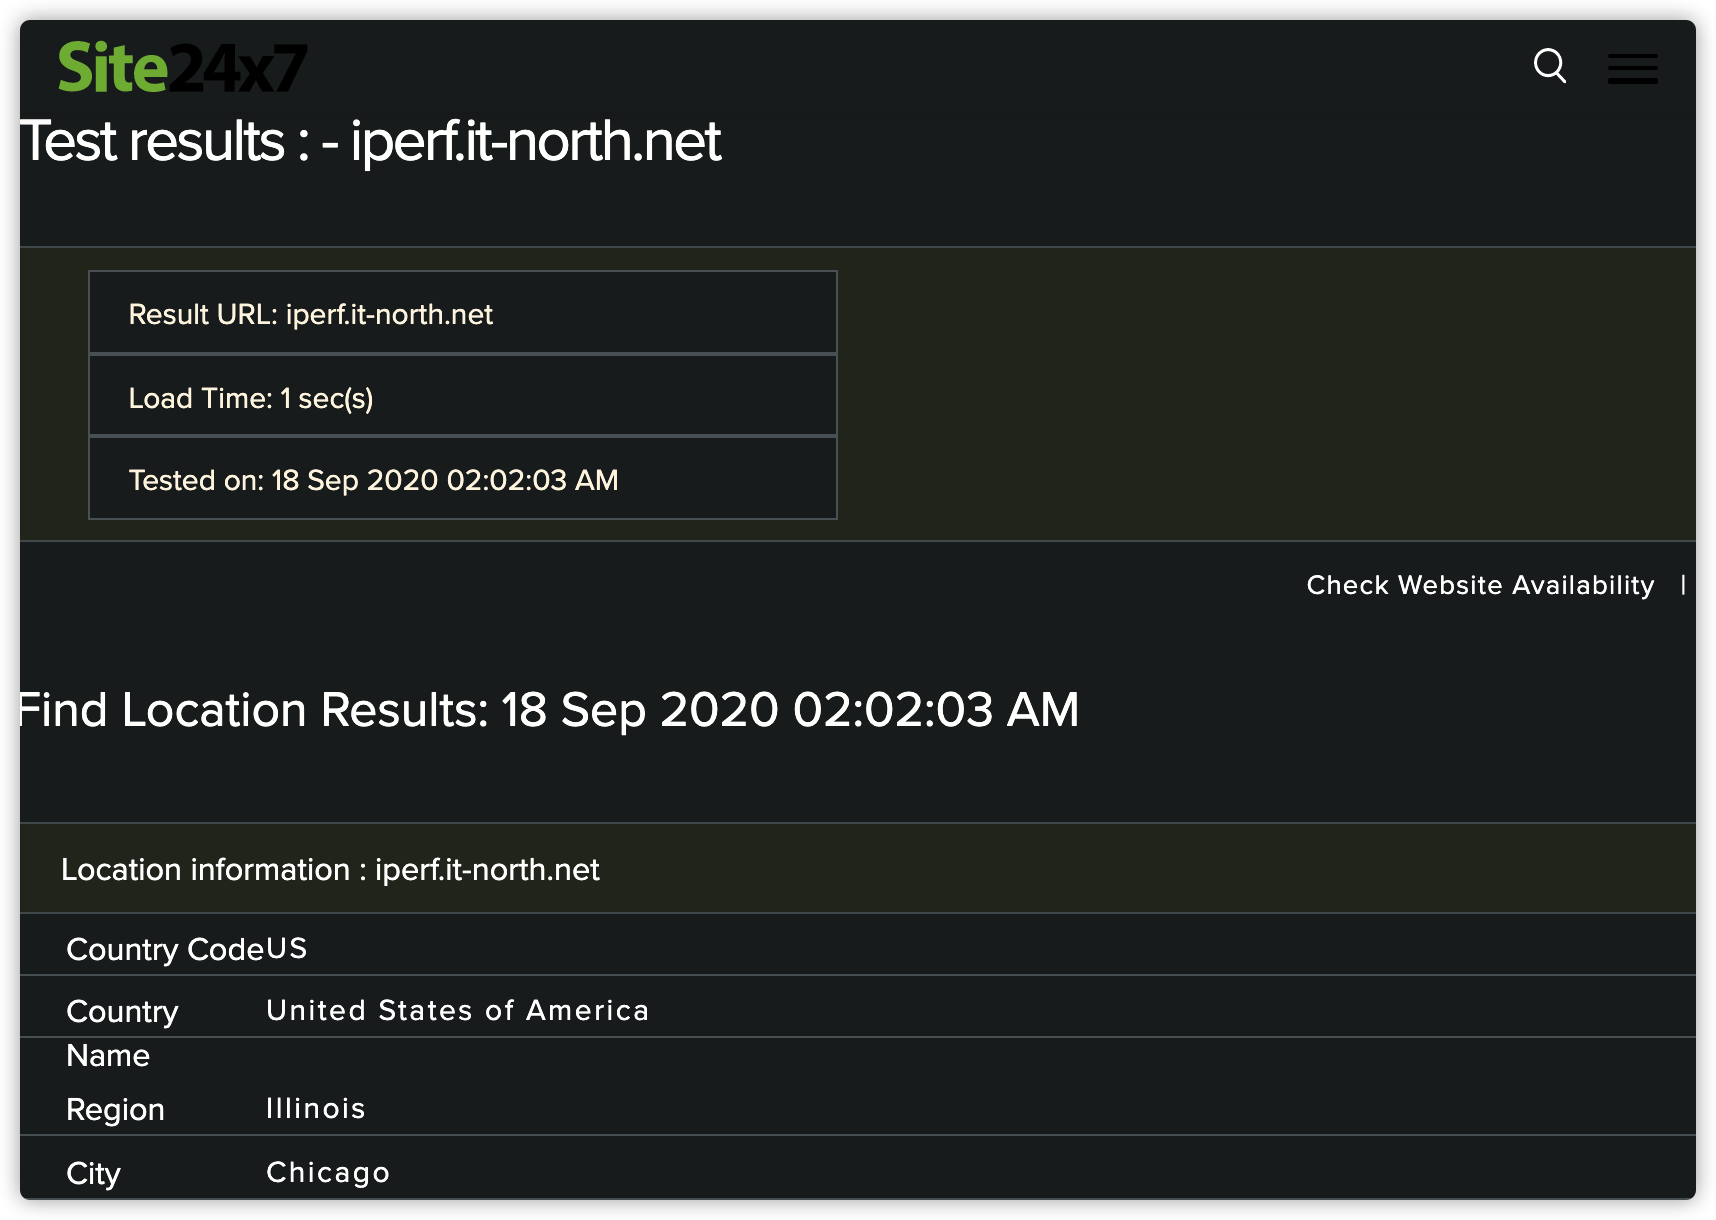 Site24x7
Test results : - iperf.it-north.net
Result URL: iperf.it-north.net
Load Time: 1 sec(s)
Tested on: 18 Sep 2020 02:02:03 AM
Check Website Availability |
Find Location Results: 18 Sep 2020 02:02:03 AM
Location information : iperf.it-north.net
Country Code US
Country Name United States of America
Region Illinois
City Chicago